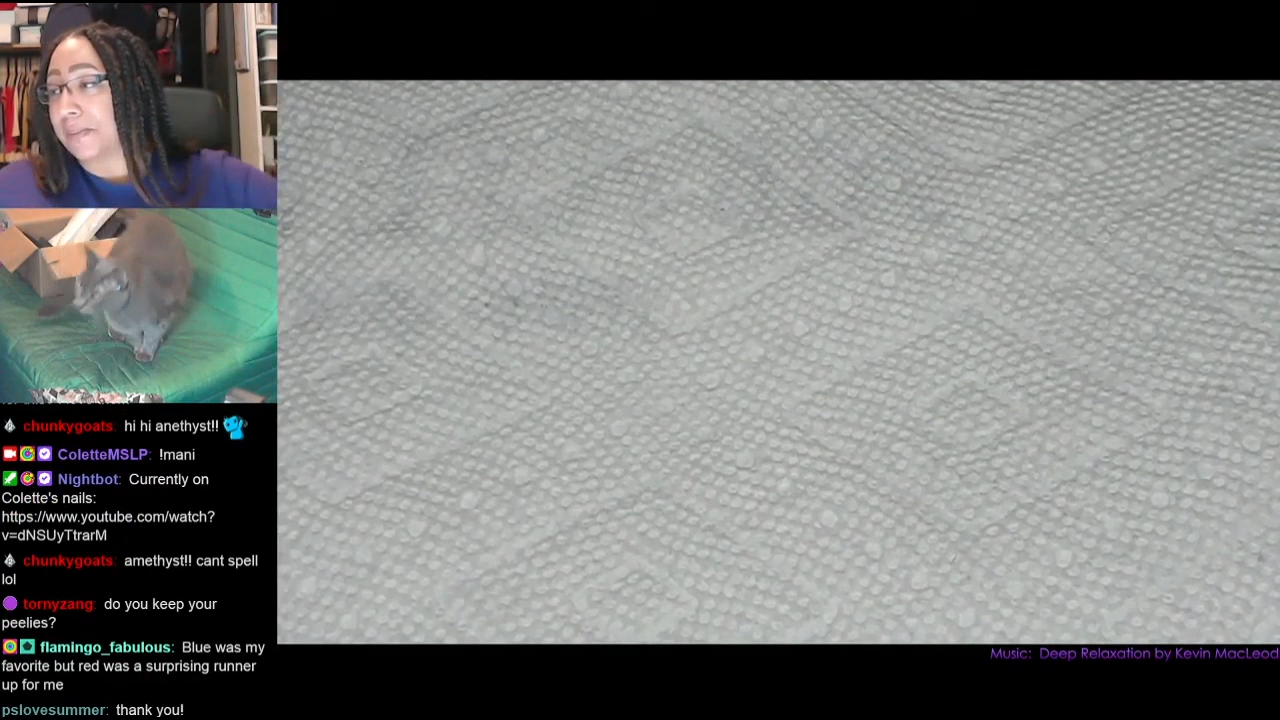 chunkygoats: hi hi anethyst!!
ColetteMSLP: !mani
Nightbot: Currently on
Colette's nails:
https://www.youtube.com/watch?
v=dNSUyTtrarM
chunkygoats: amethyst!! cant spell
lol
tornyzang: do you keep your
peelies?
flamingo_fabulous: Blue was my
favorite but red was a surprising runner
up for me
pslovesummer: thank you!
Music: Deep Relaxation by Kevin MacLeod